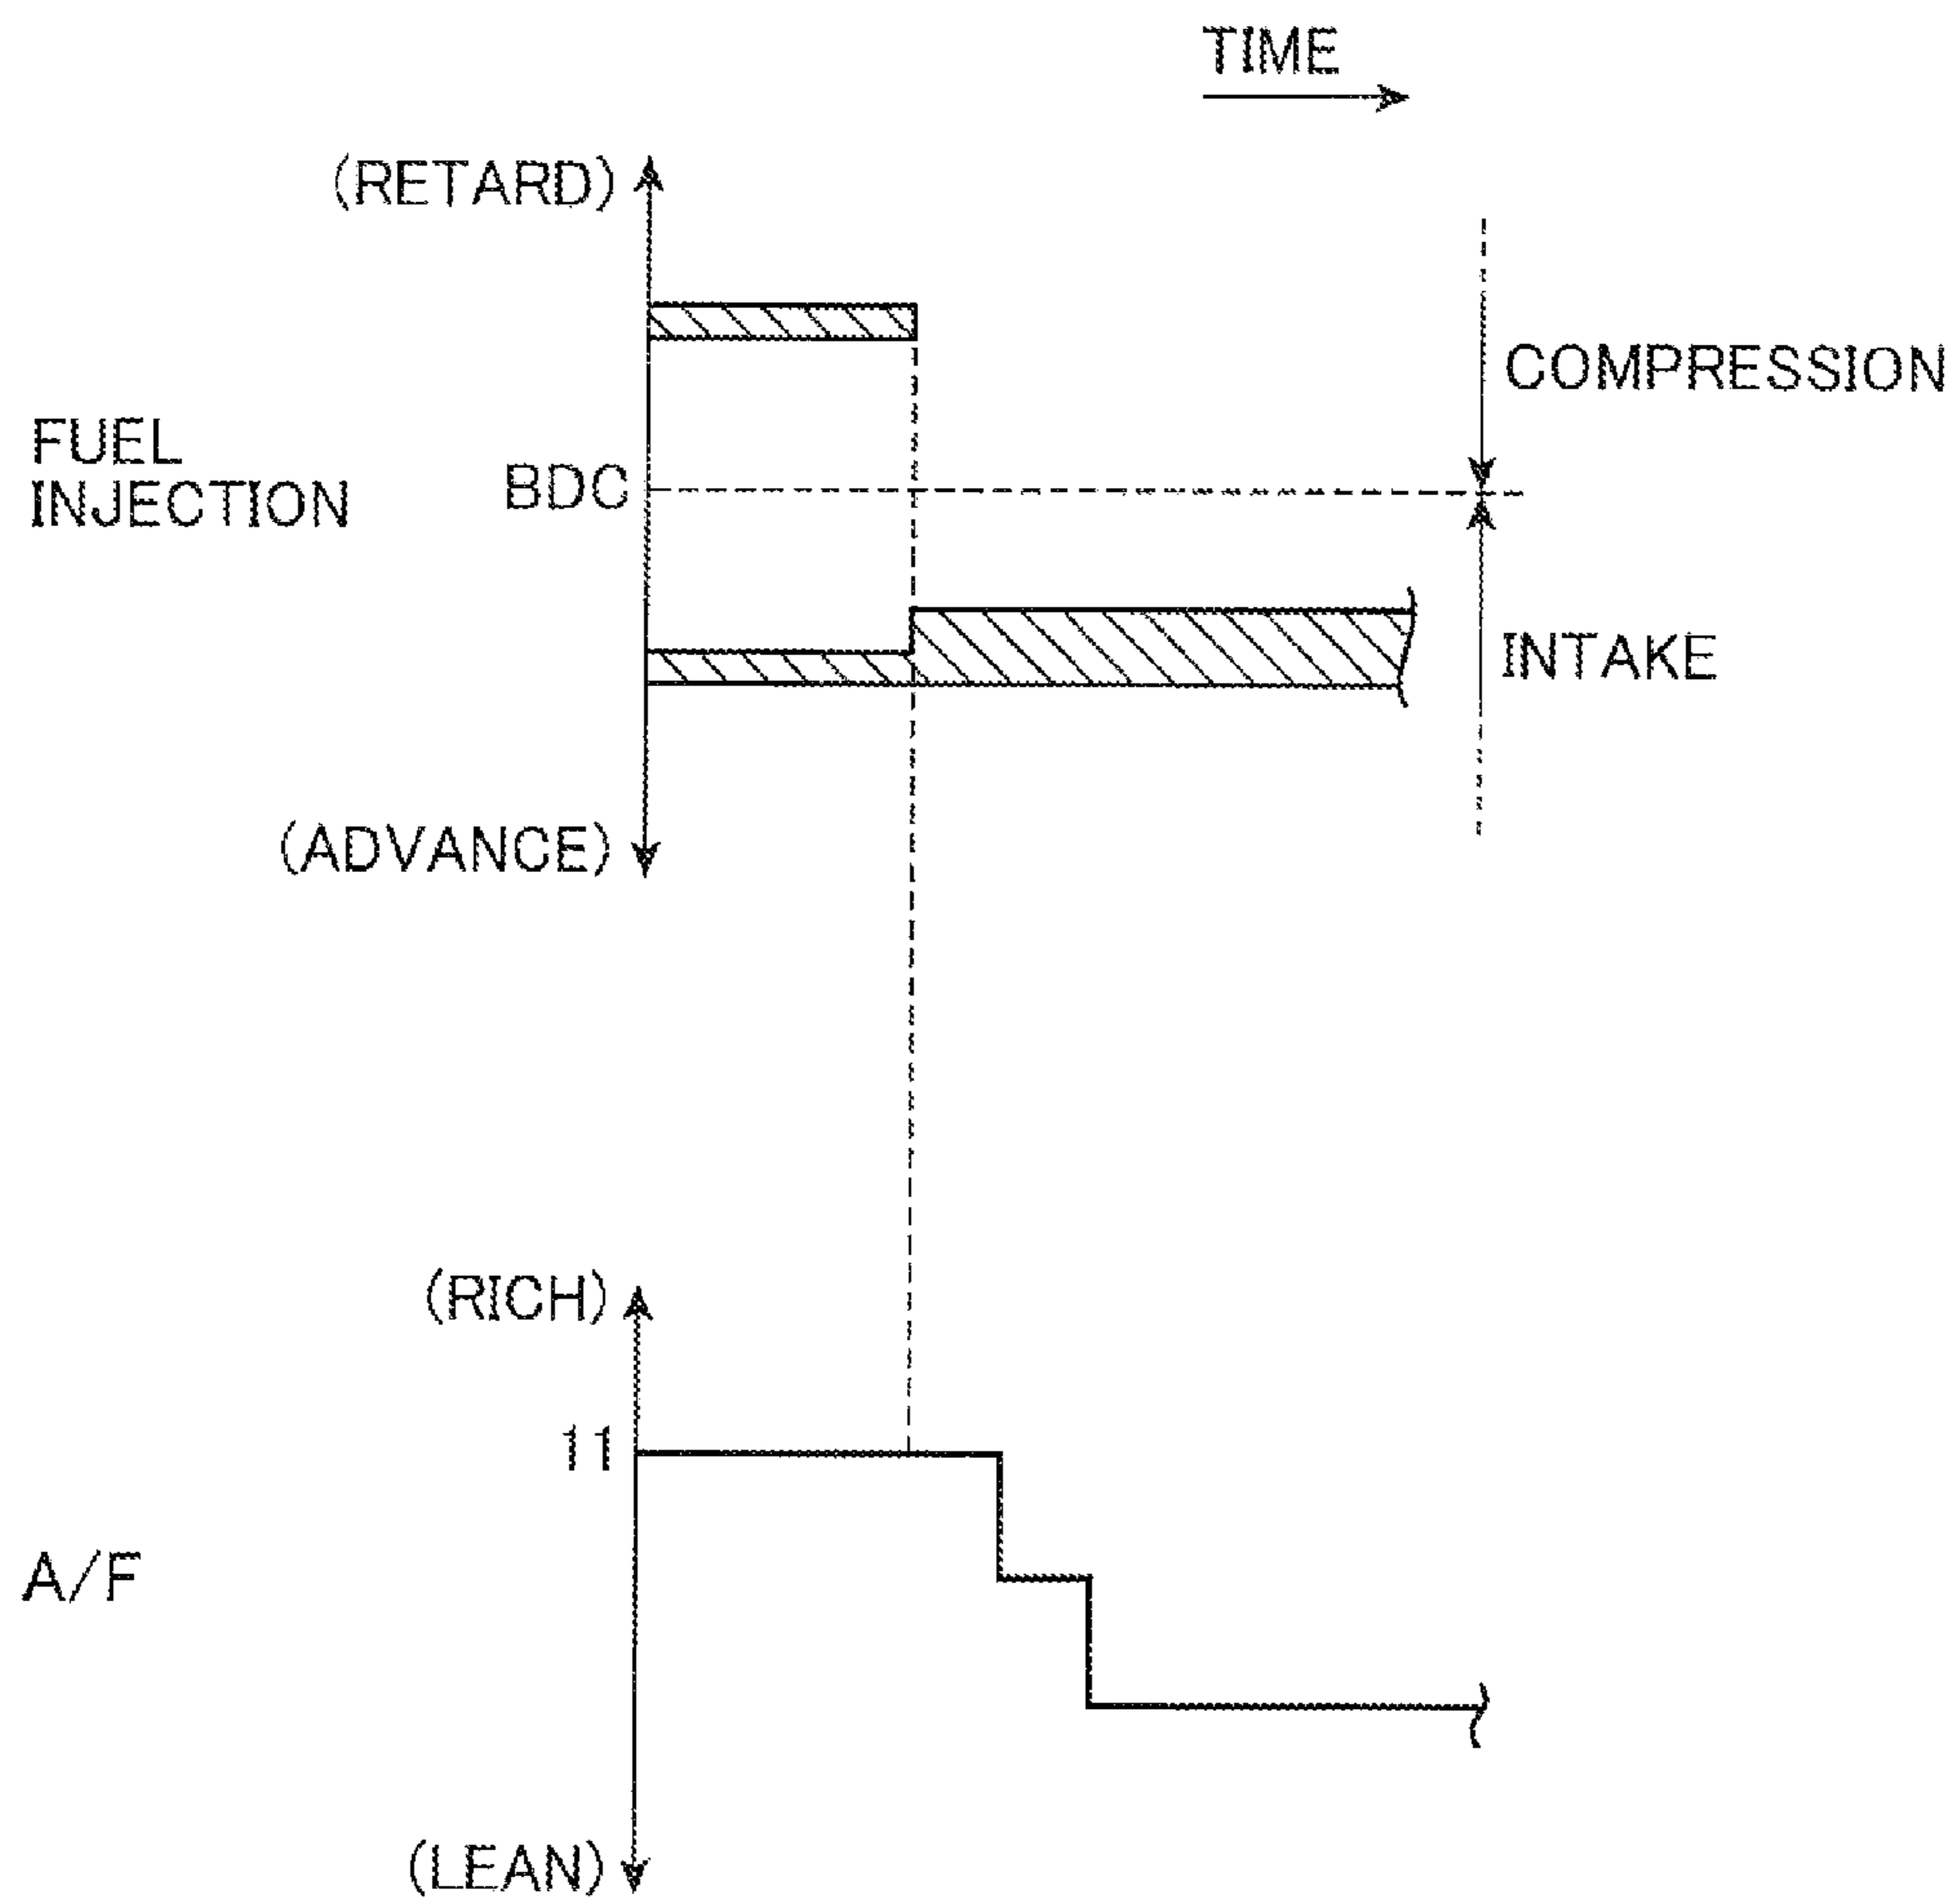 TIME
(RETARD)
COMPRESSION
FUEL
INJECTION
BDC
INTAKE
(ADVANCE)
(RICH)
11
A/F
(LEAN)